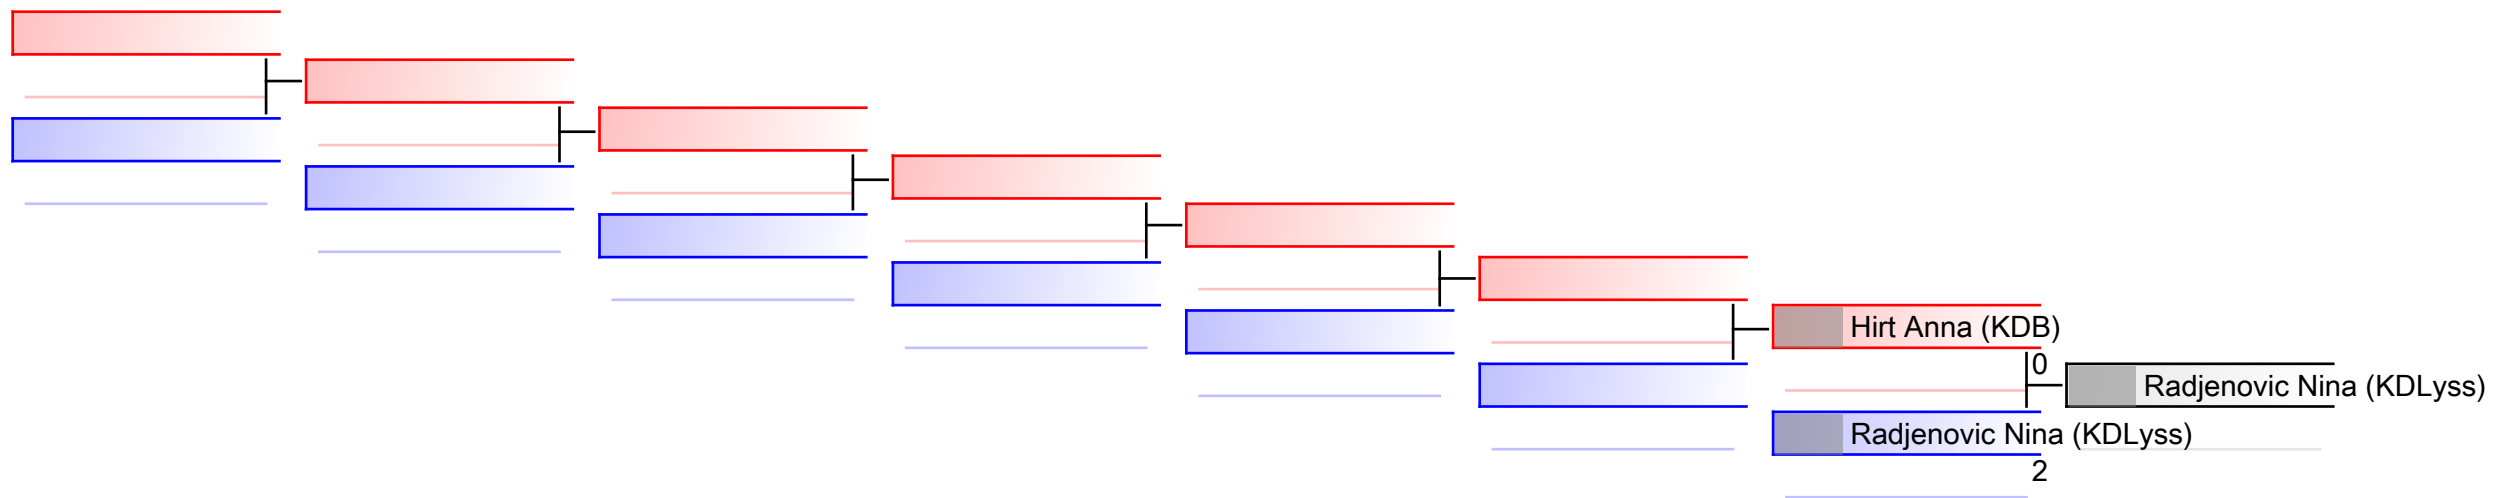 Hirt Anna (KDB)
0
Radjenovic Nina (KDLyss)
Radjenovic Nina (KDLyss)
2